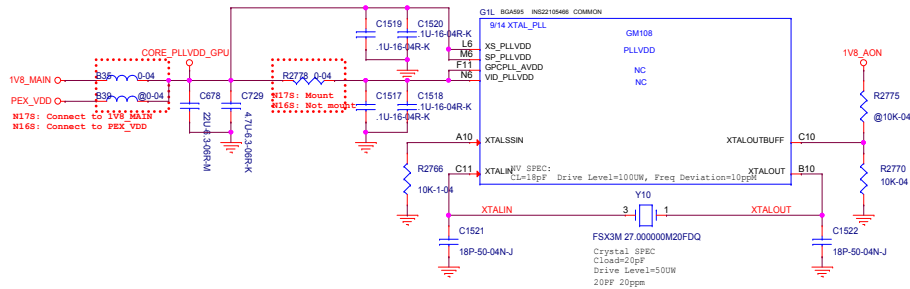 G1L BGA595 INS22105466 COMMON
9/14 XTAL_PLL
GM108
PLLVDD
NC
NC
L6 XS_PLLVDD
M6 SP_PLLVDD
F11 GPCPLL_AVDD
N6 VID_PLLVDD
A10 XTALSSIN
C11 XTALIN
XTALOUTBUFF C10
XTALOUT B10
NV SPEC:
CL=18pF Drive Level=100UW, Freq Deviation=10ppM
C1519
.1U-16-04R-K
C1520
.1U-16-04R-K
CORE_PLLVDD_GPU
1V8_MAIN
B35 0-04
PEX_VDD
B39 @0-04
N17S: Connect to 1V8_MAIN
N16S: Connect to PEX_VDD
C678
22U-6.3-06R-M
C729
4.7U-6.3-06R-K
R2778 0-04
N17S: Mount
N16S: Not mount
C1517
.1U-16-04R-K
C1518
.1U-16-04R-K
1V8_AON
R2775
@10K-04
R2770
10K-04
R2766
10K-1-04
XTALIN
3
Y10
1
XTALOUT
FSX3M 27.000000M20FDQ
Crystal SPEC
Cload=20pF
Drive Level=50UW
20PF 20ppm
C1521
18P-50-04N-J
C1522
18P-50-04N-J